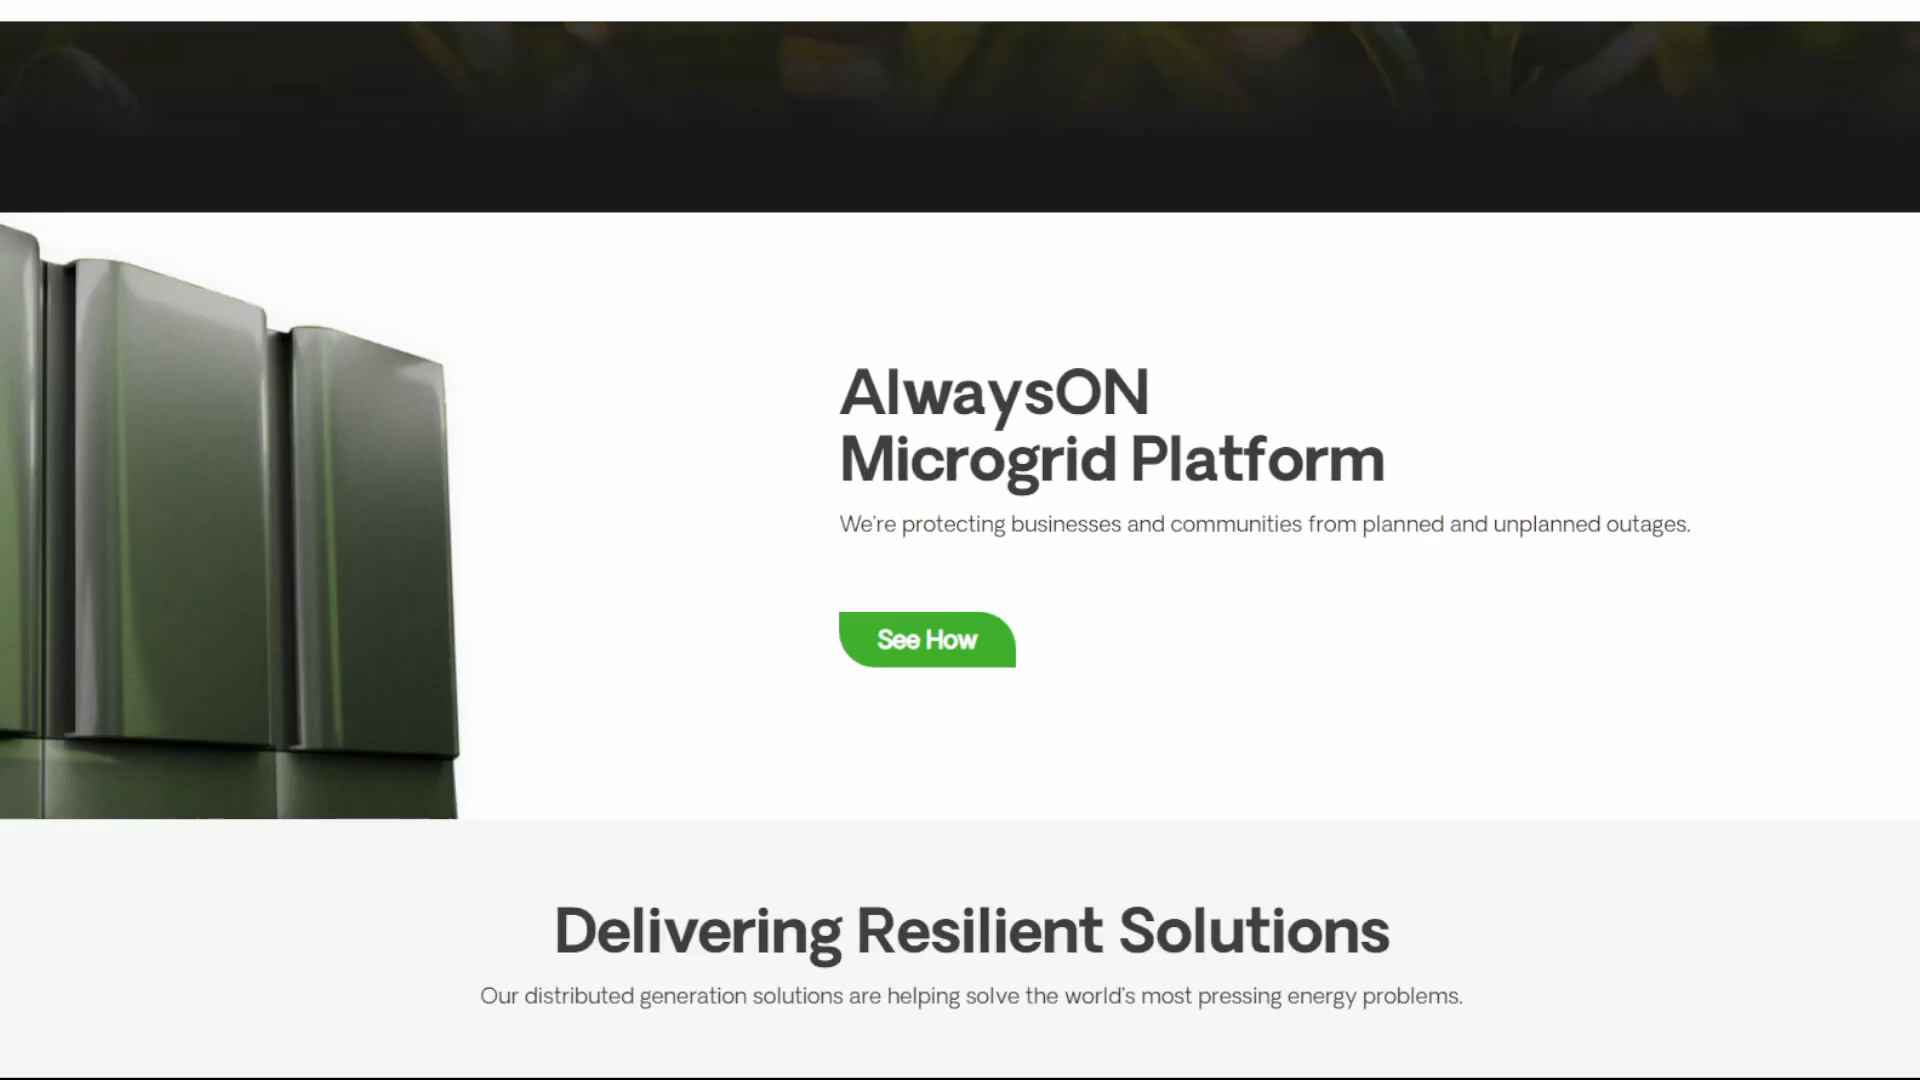 AlwaysON
Microgrid Platform
We're protecting businesses and communities from planned and unplanned outages.
See How
Delivering Resilient Solutions
Our distributed generation solutions are helping solve the world's most pressing energy problems.